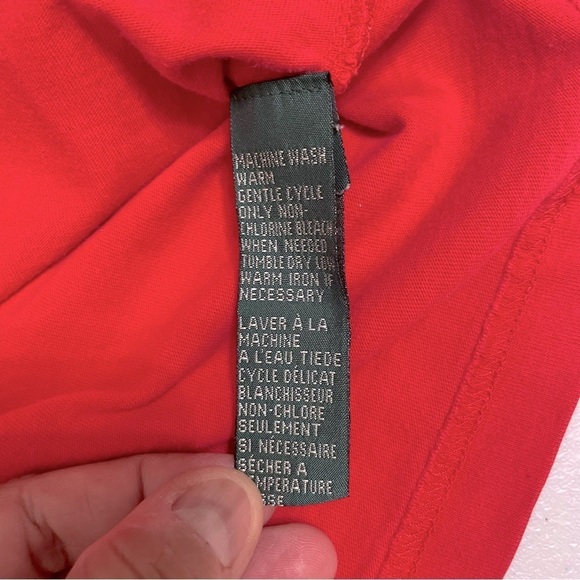 MACHINE WASH
WARM
GENTLE CYCLE
ONLY NON-
CHLORINE BLEACH
WHEN NEEDED
TUMBLE DRY LOW
WARM IRON IF
NECESSARY
LAVER À LA
MACHINE
A L'EAU TIEDE
CYCLE DÉLICAT
BLANCHISSEUR
NON-CHLORE
SEULEMENT
SI NÉCESSAIRE
SÉCHER A